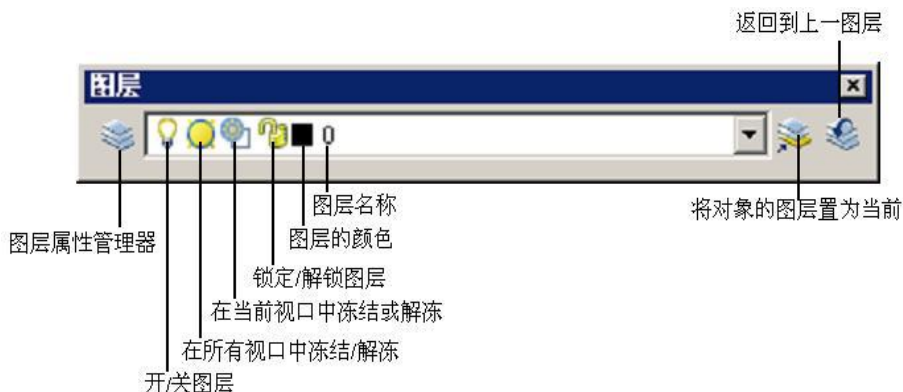 返回到上一图层
图层
0
图层名称
将对象的图层置为当前
图层的颜色
图层属性管理器
锁定/解锁图层
在当前视口中冻结或解冻
在所有视口中冻结/解冻
开/关图层